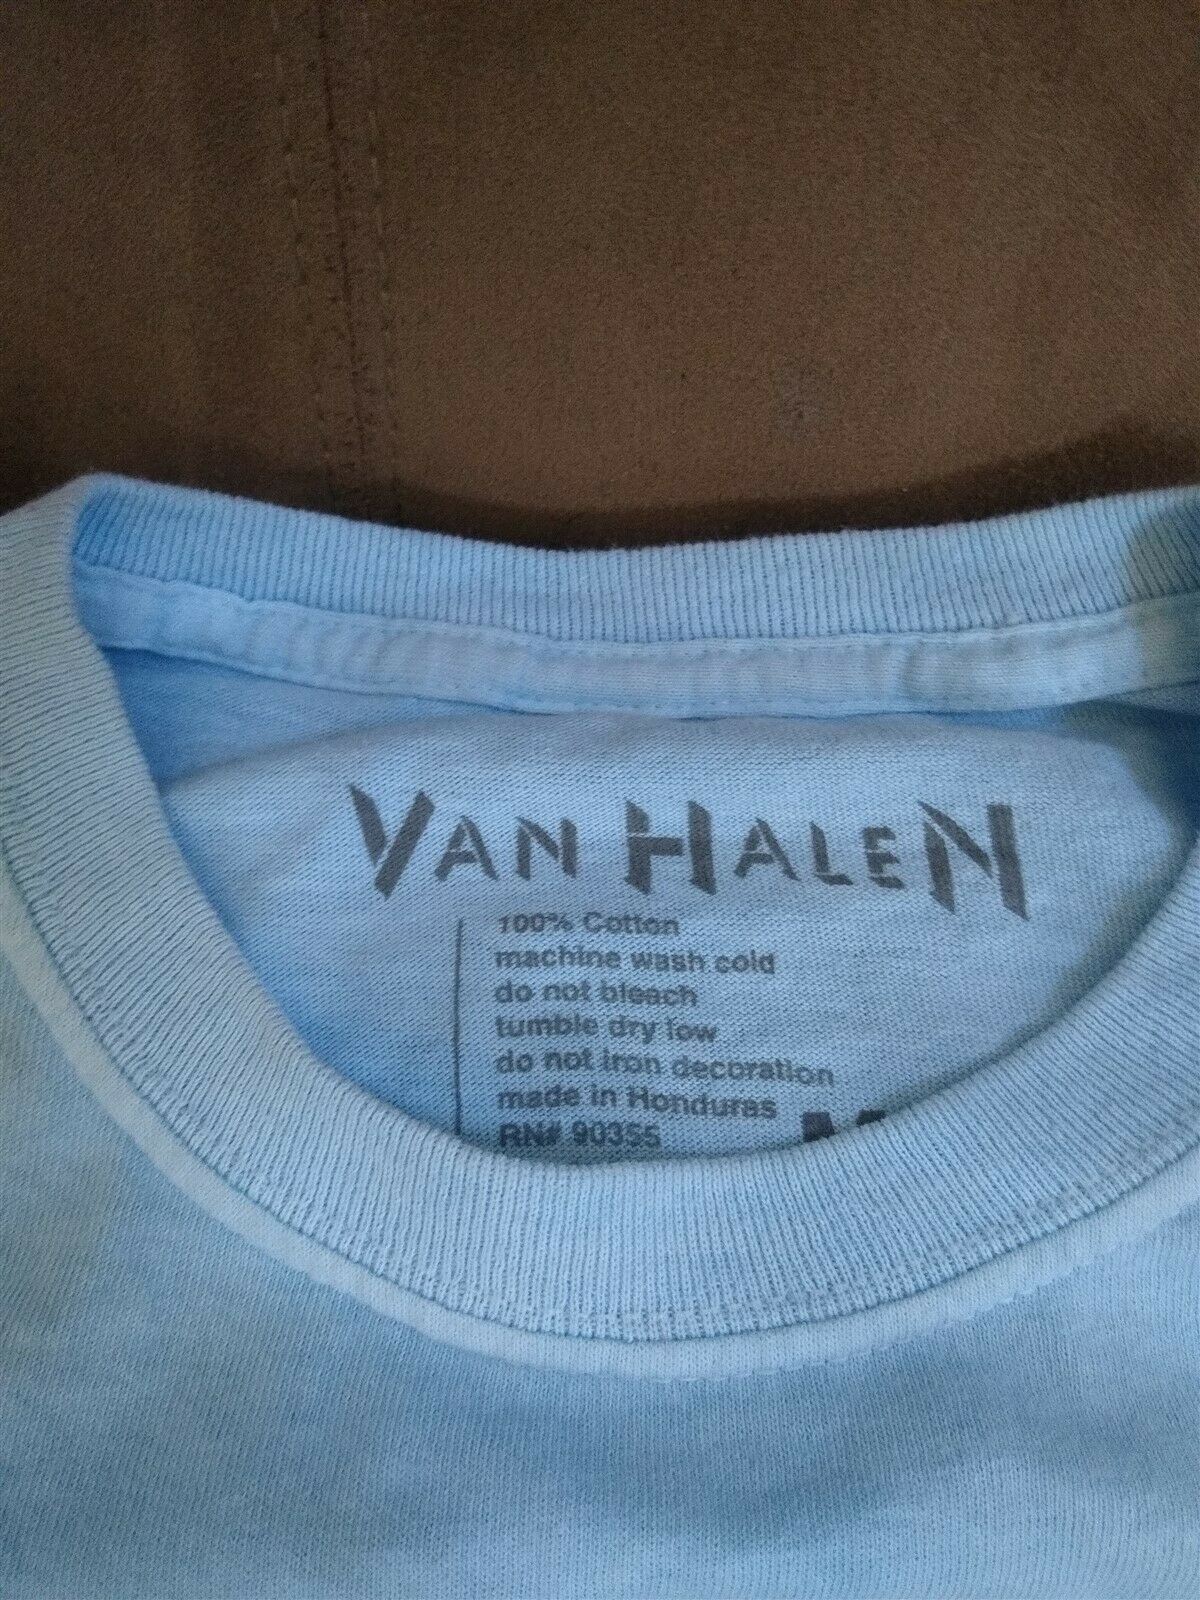 VAN HALEN
100% Cotton
machine wash cold
do not bleach
tumble dry low
do not iron decoration
made in Honduras
RN# 90355